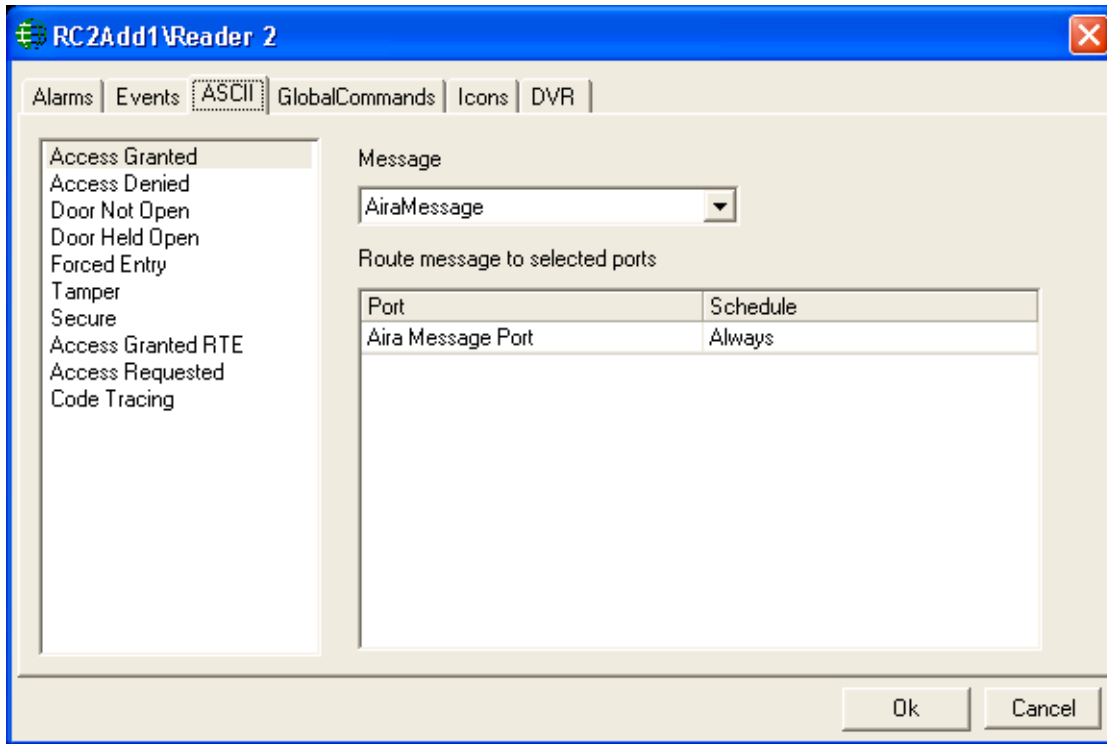 RC2Add1\Reader 2
Alarms Events ASCII GlobalCommands Icons DVR
Access Granted
Access Denied
Door Not Open
Door Held Open
Forced Entry
Tamper
Secure
Access Granted RTE
Access Requested
Code Tracing
Message
AiraMessage
Route message to selected ports
Port Schedule
Aira Message Port Always
Ok Cancel